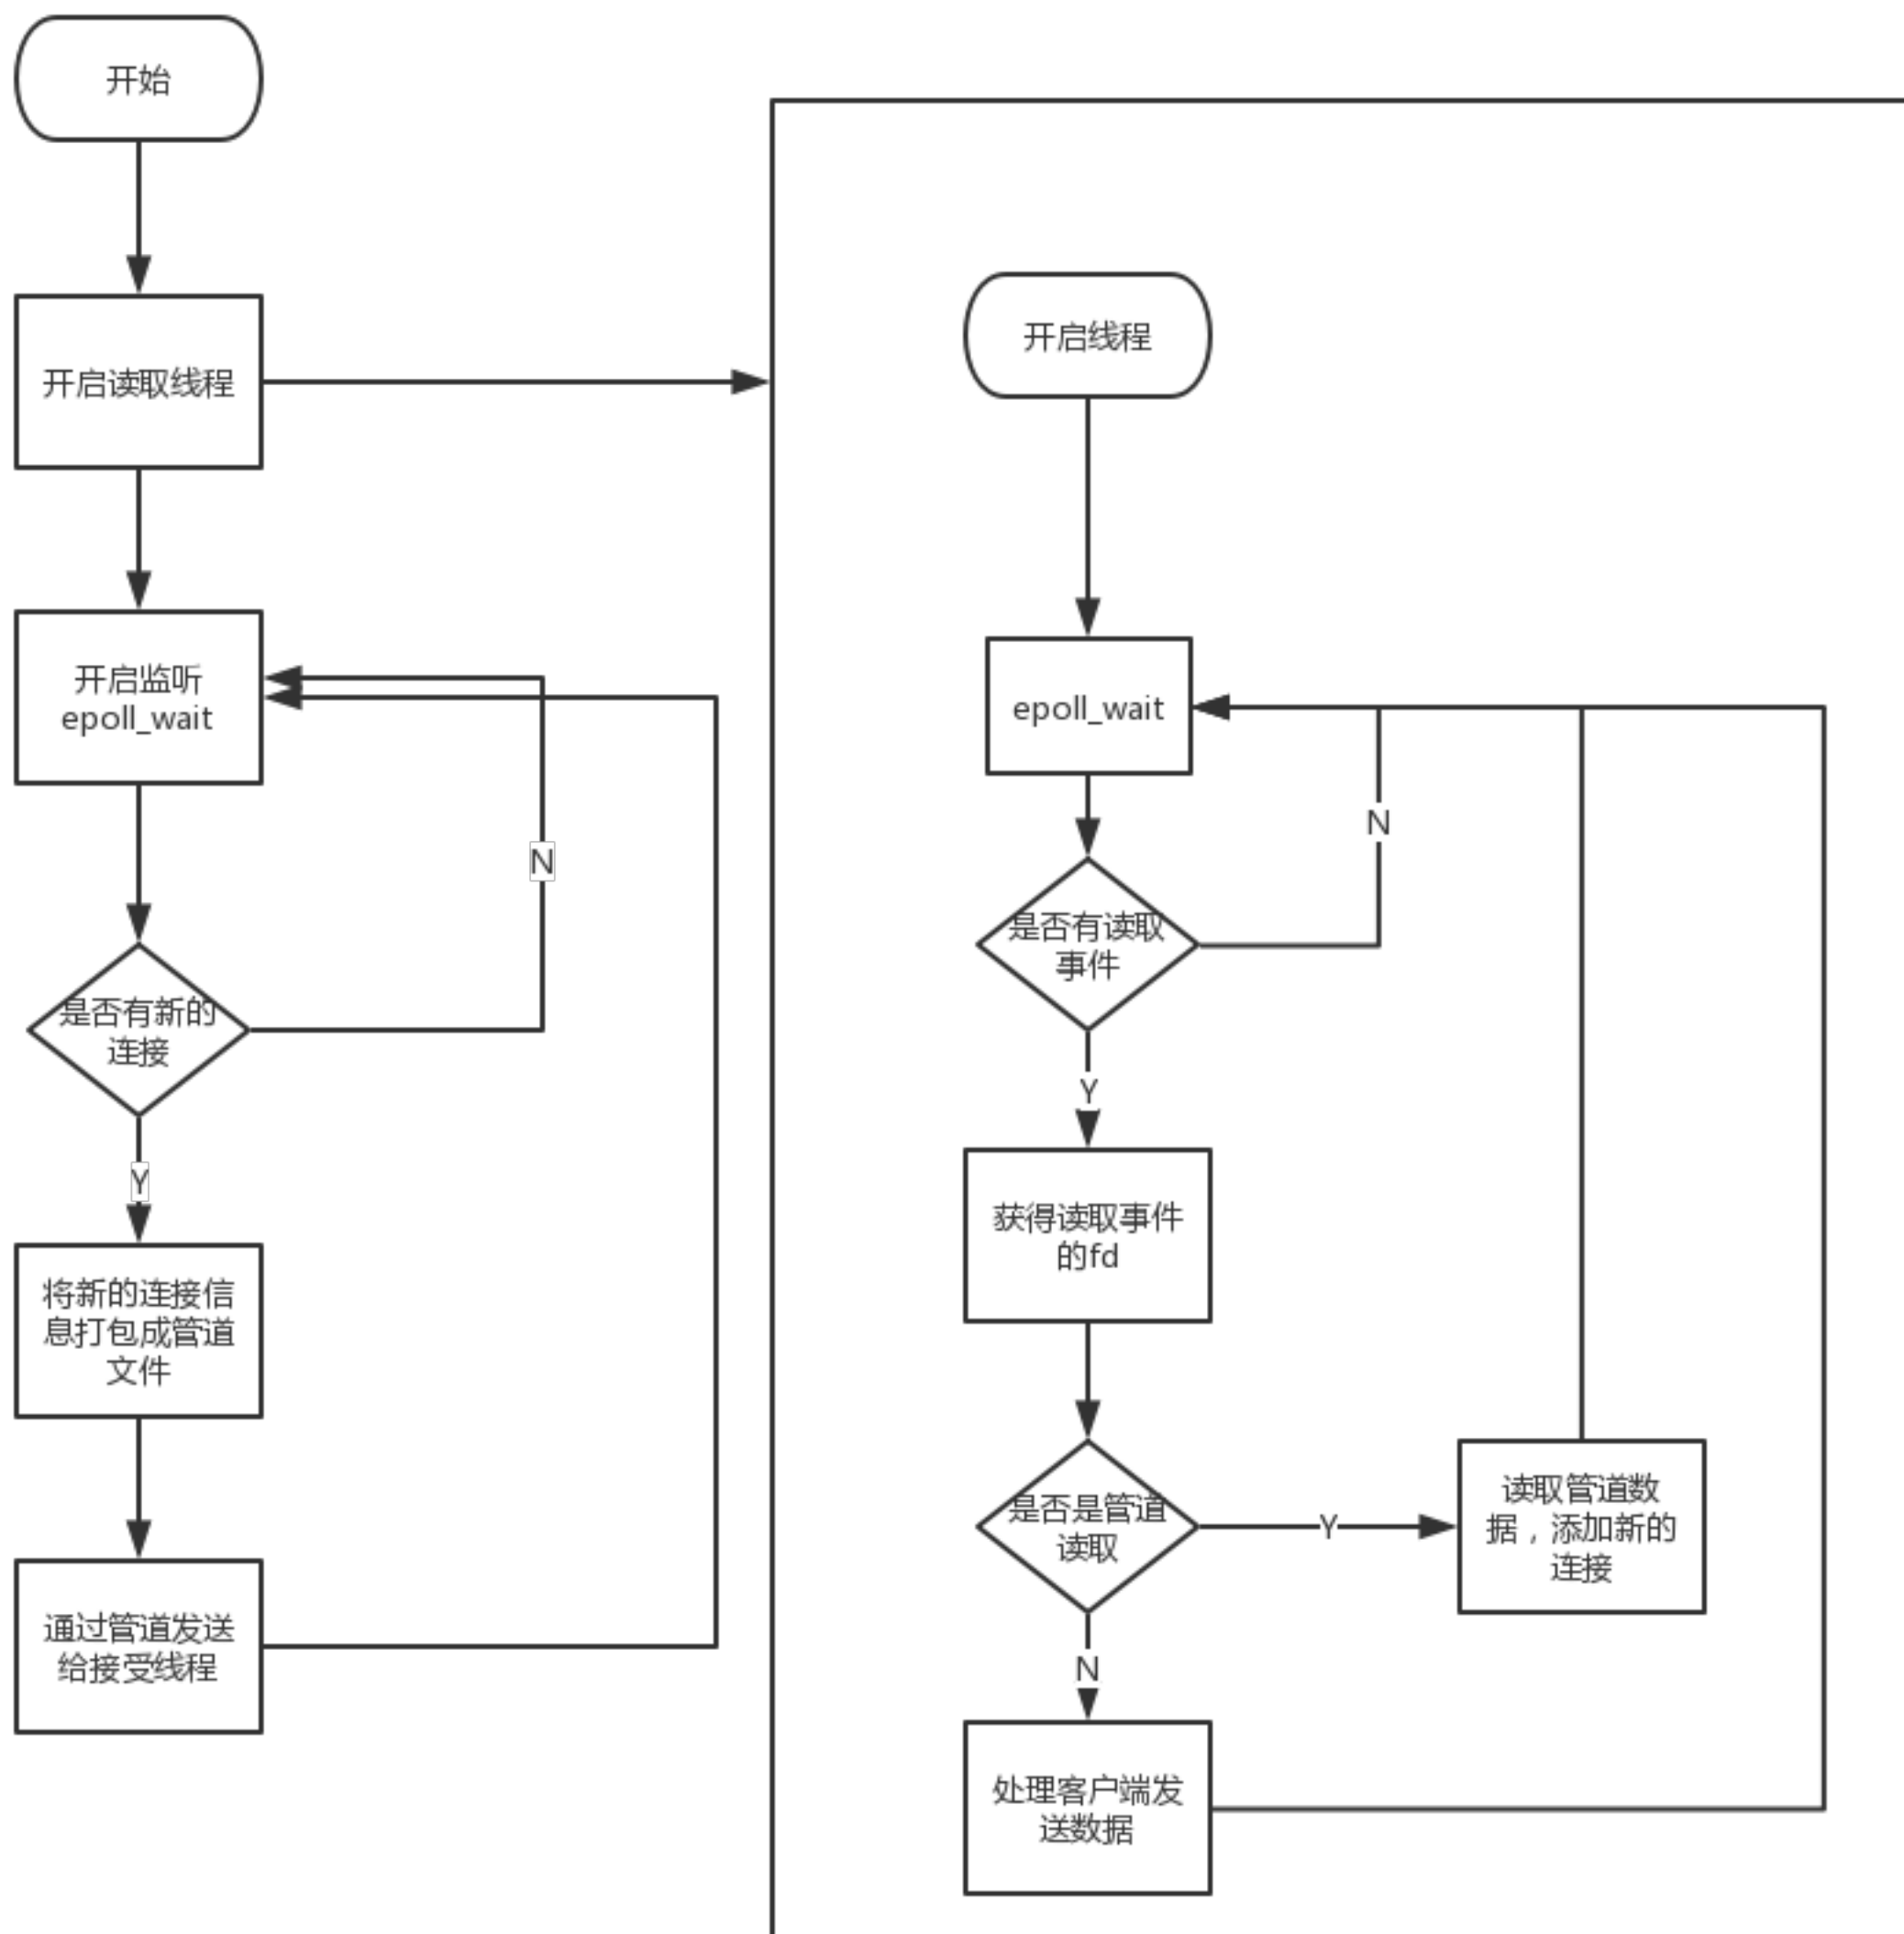 开始
开启读取线程
开启监听
epoll_wait
N
是否有新的
连接
Y
将新的连接信
息打包成管道
文件
通过管道发送
给接受线程
开启线程
epoll_wait
N
是否有读取
事件
Y
获得读取事件
的fd
是否是管道
读取
Y
读取管道数
据，添加新的
连接
N
处理客户端发
送数据